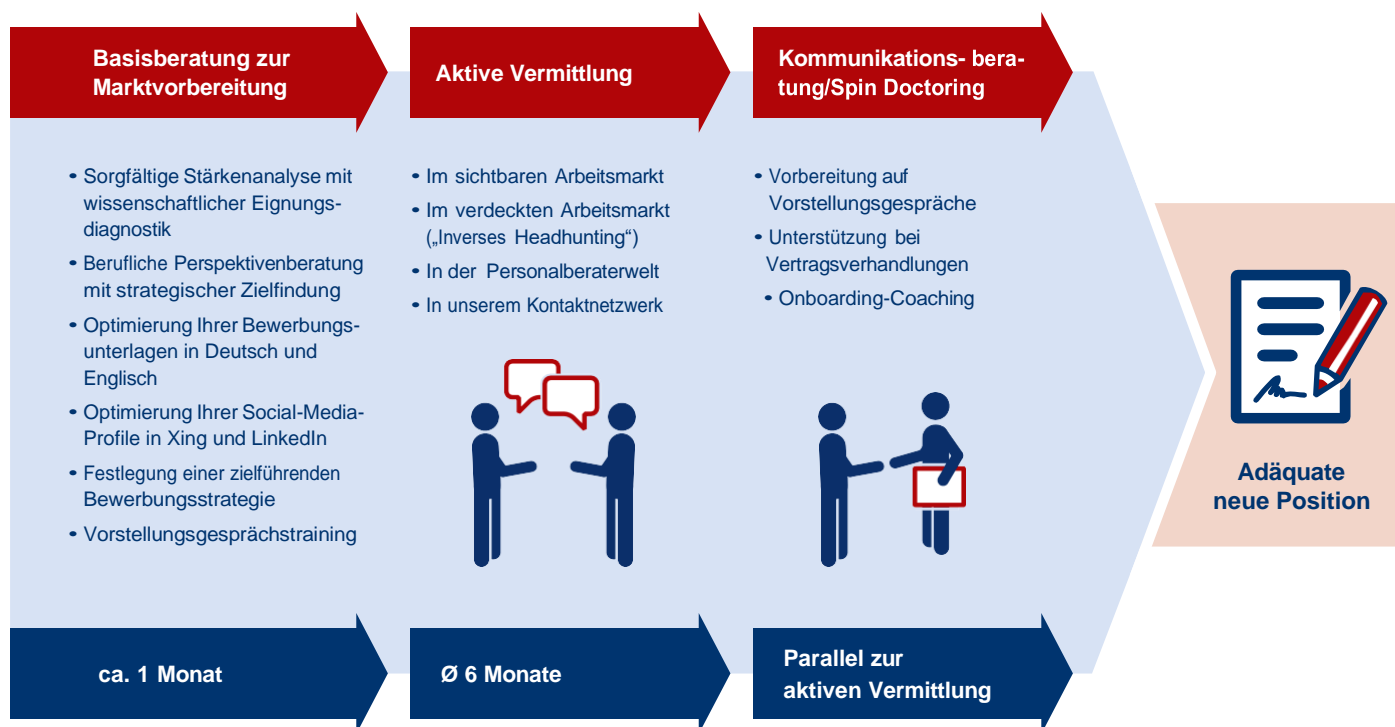 Basisberatung zur
Marktvorbereitung
• Sorgfältige Stärkenanalyse mit
wissenschaftlicher Eignungs-
diagnostik
• Berufliche Perspektivenberatung
mit strategischer Zielfindung
• Optimierung Ihrer Bewerbungs-
unterlagen in Deutsch und
Englisch
• Optimierung Ihrer Social-Media-
Profile in Xing und LinkedIn
• Festlegung einer zielführenden
Bewerbungsstrategie
• Vorstellungsgesprächstraining
ca. 1 Monat
Aktive Vermittlung
• Im sichtbaren Arbeitsmarkt
• Im verdeckten Arbeitsmarkt
(„Inverses Headhunting“)
• In der Personalberaterwelt
• In unserem Kontaktnetzwerk
Ø 6 Monate
Kommunikations- bera-
tung/Spin Doctoring
• Vorbereitung auf
Vorstellungsgespräche
• Unterstützung bei
Vertragsverhandlungen
• Onboarding-Coaching
Parallel zur
aktiven Vermittlung
Adäquate
neue Position